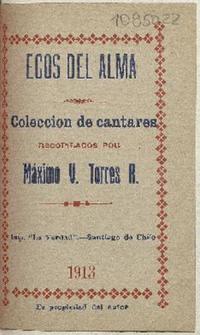 1085022
ECOS DEL ALMA
Coleccion de cantares
RECOPILADOS POR
Máximo V. Torres R.
Imp. "La Verdad".—Santiago de Chile
1913
Es propiedad del autor